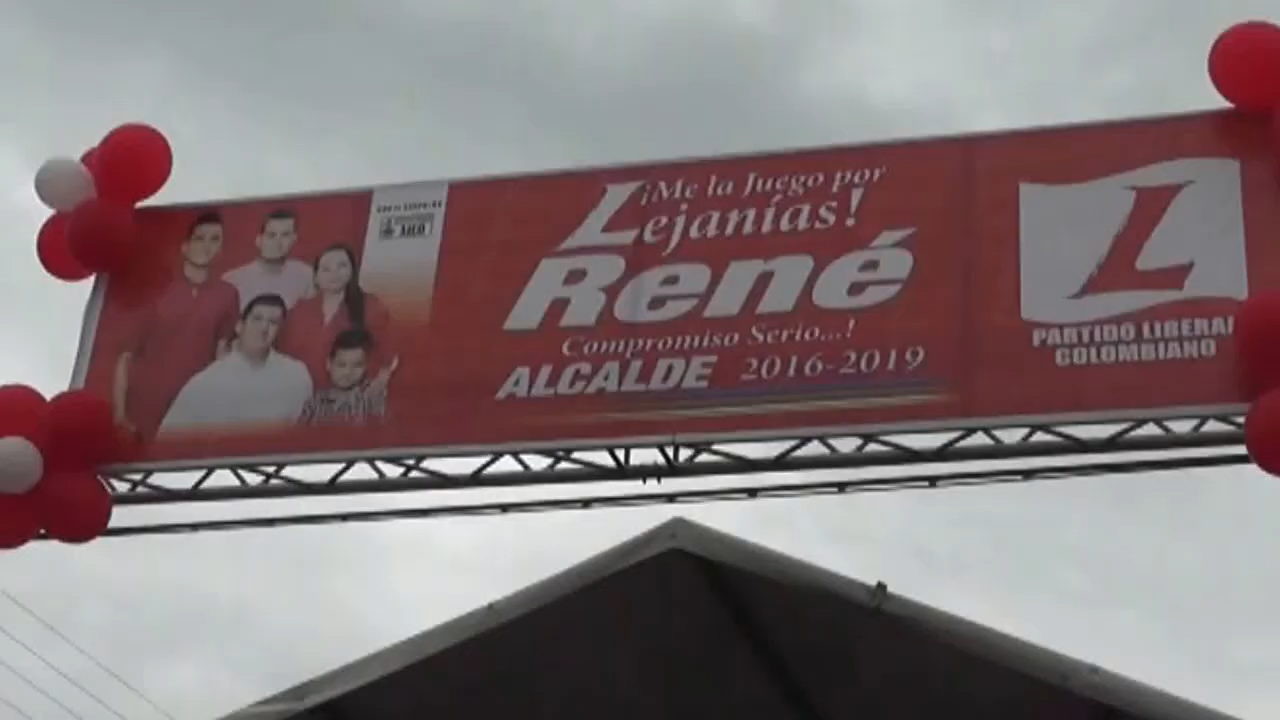 ¡Me la Juego por
Lejanías!
René
Compromiso Serio...!
ALCALDE 2016-2019
L
PARTIDO LIBERAL
COLOMBIANO